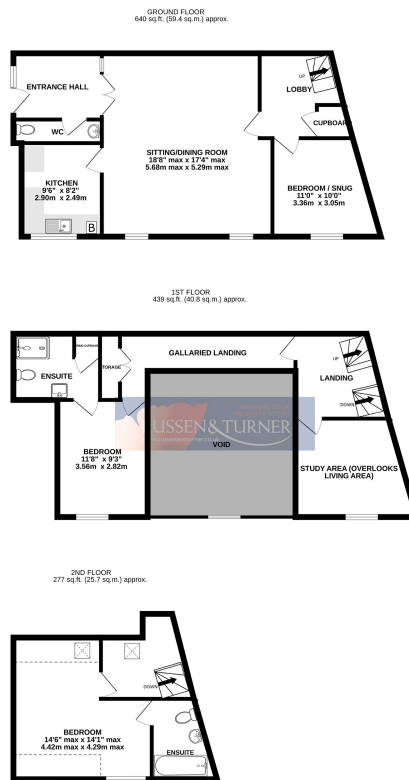 GROUND FLOOR
640 sq.ft. (59.4 sq.m.) approx.
ENTRANCE HALL
WC
KITCHEN
9'6" x 8'2"
2.90m x 2.49m
B
SITTING/DINING ROOM
18'8" max x 17'4" max
5.68m max x 5.29m max
UP
LOBBY
CUPBOARD
BEDROOM / SNUG
11'0" x 10'0"
3.36m x 3.05m
1ST FLOOR
439 sq.ft. (40.8 sq.m.) approx.
GALLARIED LANDING
ENSUITE
TORAGE
UP
LANDING
DOWN
USSEN & TURNER
VOID
BEDROOM
11'8" x 9'3"
3.56m x 2.82m
STUDY AREA (OVERLOOKS
LIVING AREA)
2ND FLOOR
277 sq.ft. (25.7 sq.m.) approx.
DOWN
BEDROOM
14'6" max x 14'1" max
4.42m max x 4.29m max
ENSUITE